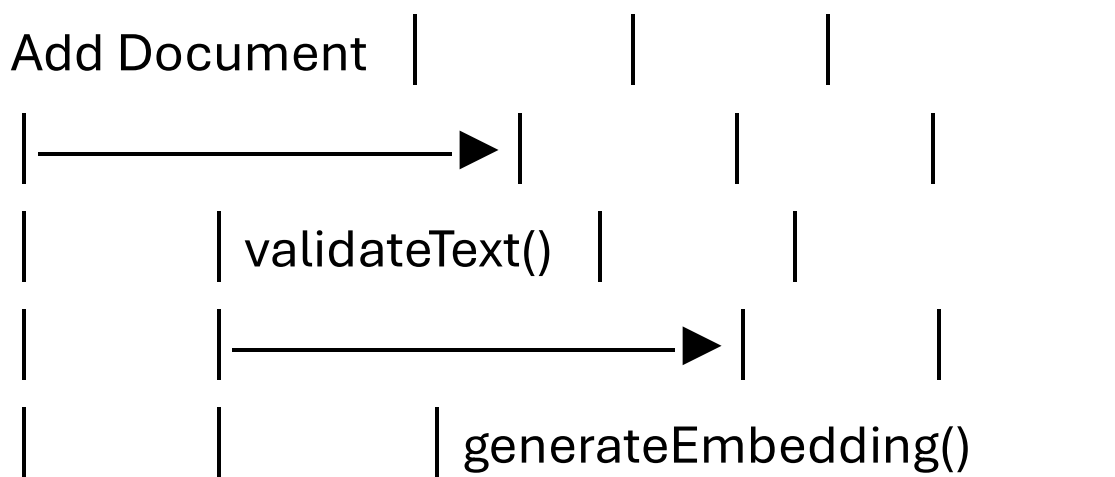 Add Document | | |
|────────▶| | |
| | validateText() | |
| |────────▶| |
| | | generateEmbedding()